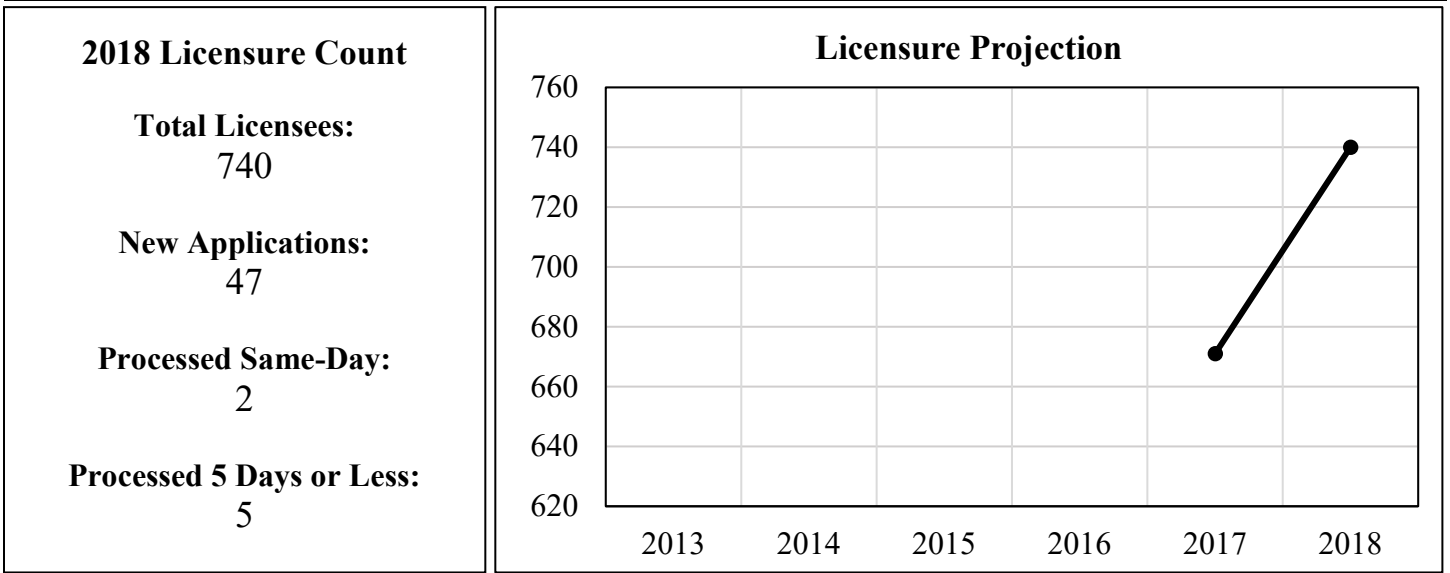 2018 Licensure Count
Total Licensees:
740
New Applications:
47
Processed Same-Day:
2
Processed 5 Days or Less:
5
Licensure Projection
760
740
720
700
680
660
640
620
2013 2014 2015 2016 2017 2018